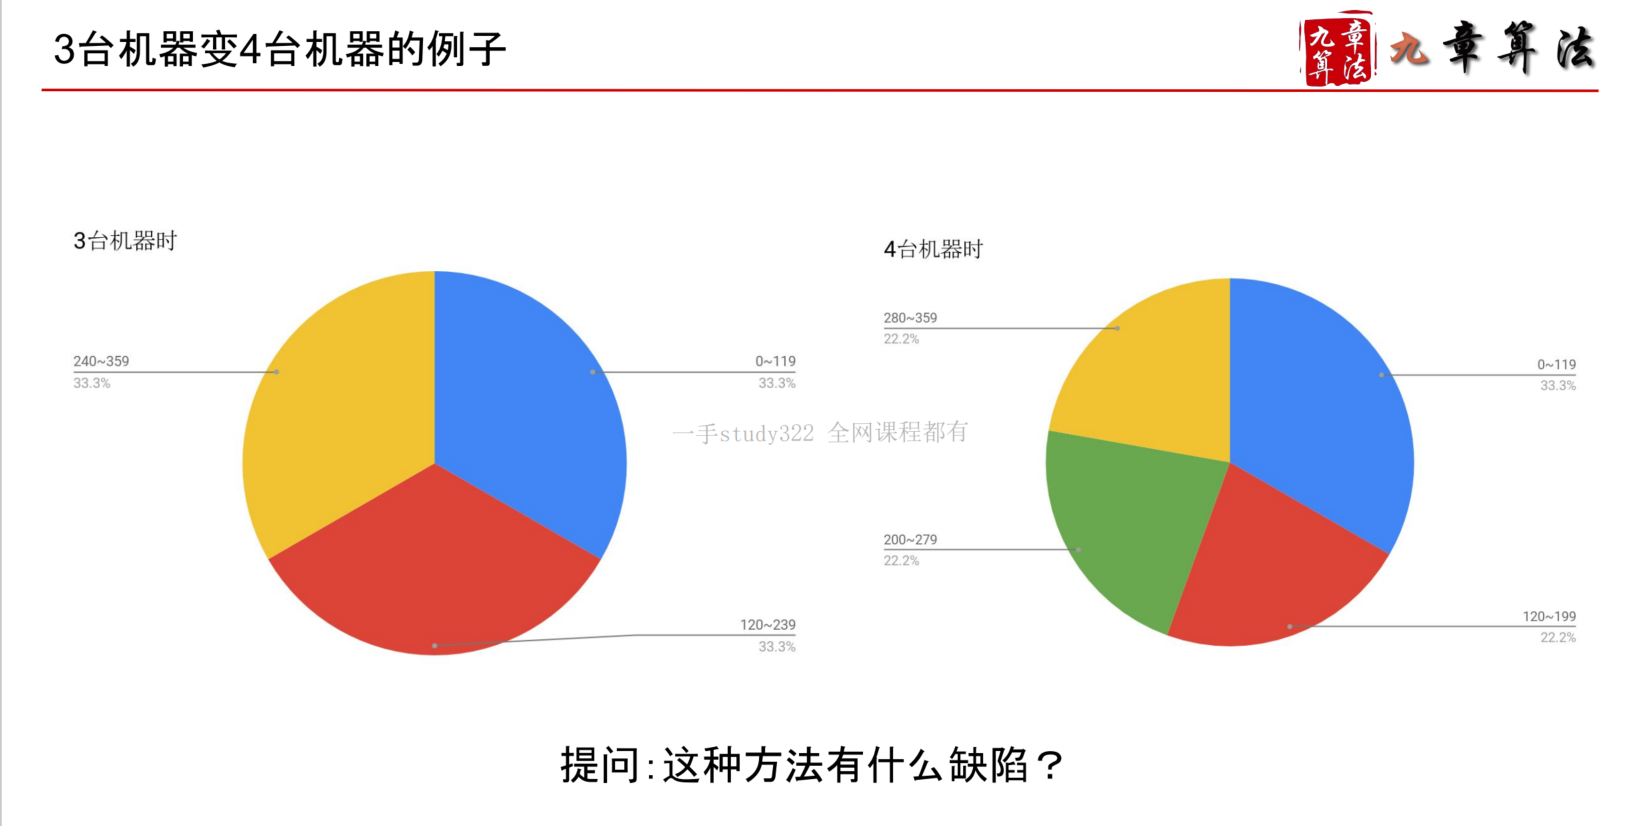 3台机器变4台机器的例子
九章算法
九章算法
3台机器时
240~359
33.3%
0~119
33.3%
120~239
33.3%
一手study322 全网课程都有
4台机器时
280~359
22.2%
0~119
33.3%
200~279
22.2%
120~199
22.2%
提问:这种方法有什么缺陷？